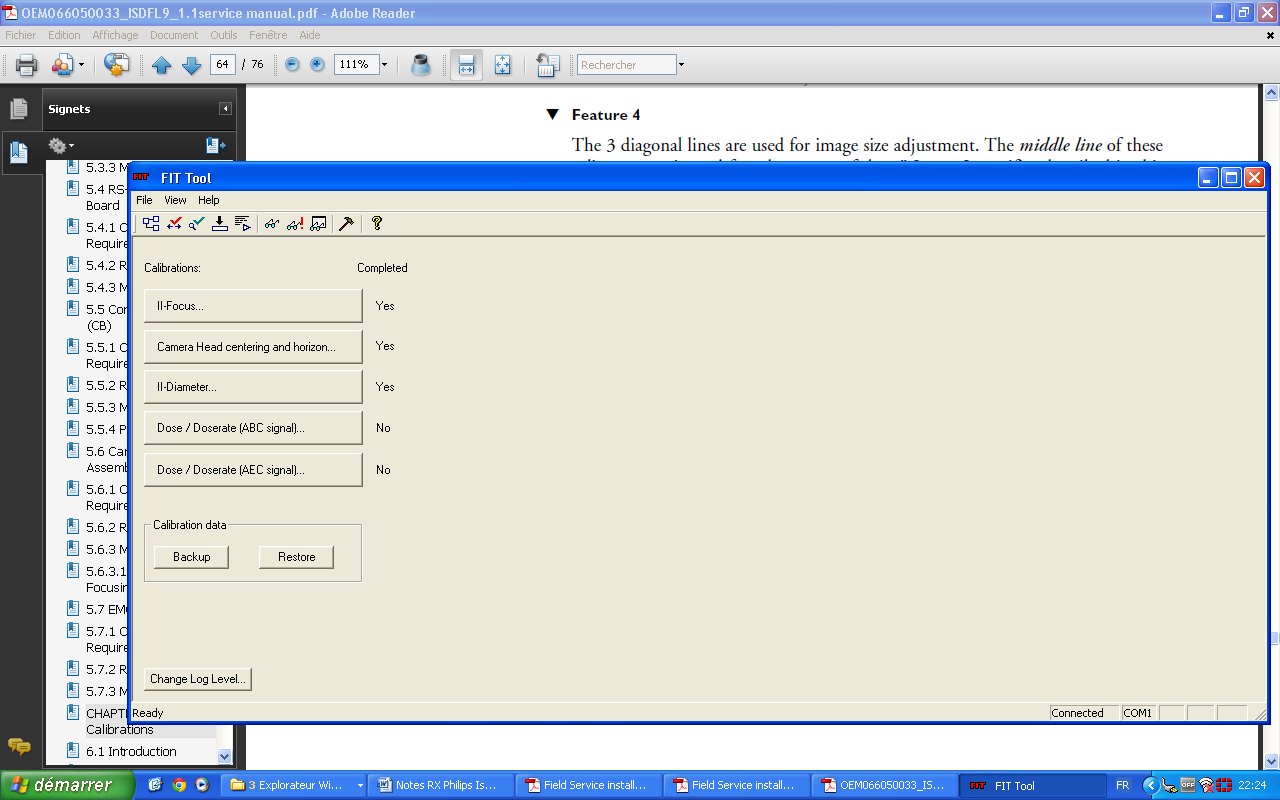 OEM066050033_ISDFL9_1.1service manual.pdf - Adobe Reader
Fichier Edition Affichage Document Outils Fenêtre Aide
64 / 76 111% Rechercher
Signets
▼ Feature 4
The 3 diagonal lines are used for image size adjustment. The middle line of these
5.3.3 M
5.4 RS-
Board
5.4.1 O
Require
5.4.2 R
5.4.3 M
5.5 Con
(CB)
5.5.1 O
Require
5.5.2 R
5.5.3 M
5.5.4 P
5.6 Car
Assemb
5.6.1 O
Require
5.6.2 R
5.6.3 M
5.6.3.1
Focusin
5.7 EMC
5.7.1 O
Require
5.7.2 R
5.7.3 M
CHAPT
Calibrations
6.1 Introduction
FIT FIT Tool
File View Help
Calibrations: Completed
II-Focus... Yes
Camera Head centering and horizon... Yes
II-Diameter... Yes
Dose / Doserate (ABC signal)... No
Dose / Doserate (AEC signal)... No
Calibration data
Backup Restore
Change Log Level...
Ready Connected COM1
démarrer 3 Explorateur Wi... Notes RX Philips Is... Field Service install... Field Service install... OEM066050033_IS... FIT FIT Tool FR OFF 22:24